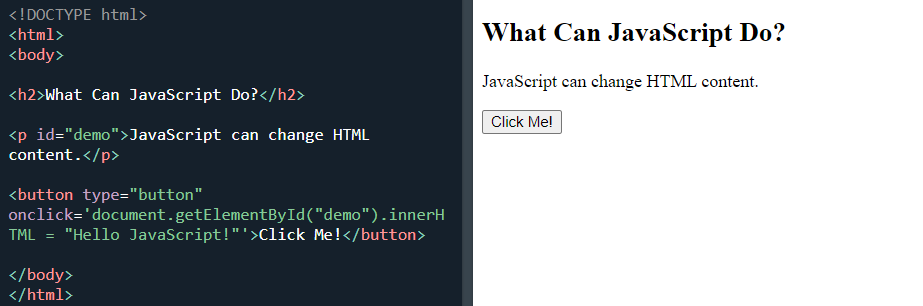 <!DOCTYPE html>
<html>
<body>
<h2>What Can JavaScript Do?</h2>
<p id="demo">JavaScript can change HTML
content.</p>
<button type="button"
onclick='document.getElementById("demo").innerH
TML = "Hello JavaScript!"'>Click Me!</button>
</body>
</html>
What Can JavaScript Do?
JavaScript can change HTML content.
Click Me!